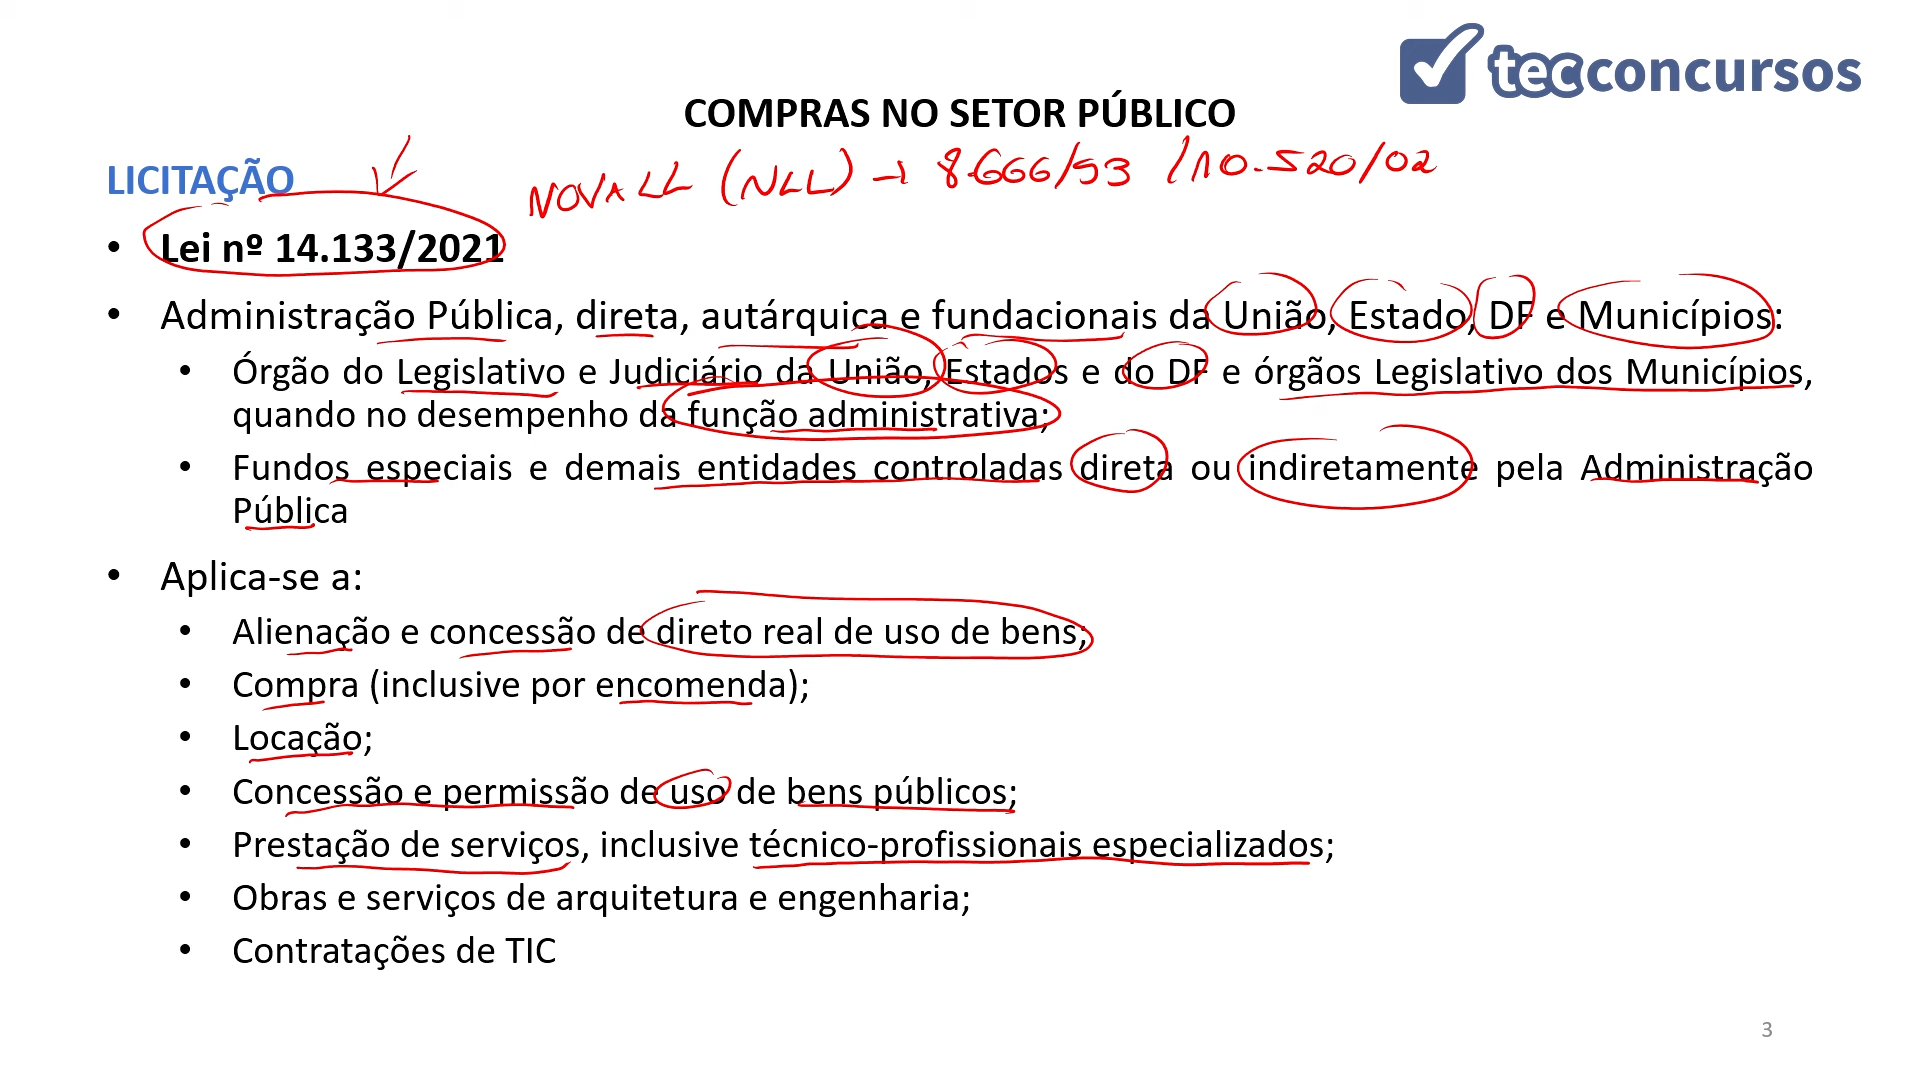 tecconcursos
COMPRAS NO SETOR PÚBLICO
LICITAÇÃO
NOVA LL (NLL) → 8.666/93 /10.520/02
• Lei nº 14.133/2021
• Administração Pública, direta, autárquica e fundacionais da União, Estado, DF e Municípios:
• Órgão do Legislativo e Judiciário da União, Estados e do DF e órgãos Legislativo dos Municípios,
quando no desempenho da função administrativa;
• Fundos especiais e demais entidades controladas direta ou indiretamente pela Administração
Pública
• Aplica-se a:
• Alienação e concessão de direto real de uso de bens;
• Compra (inclusive por encomenda);
• Locação;
• Concessão e permissão de uso de bens públicos;
• Prestação de serviços, inclusive técnico-profissionais especializados;
• Obras e serviços de arquitetura e engenharia;
• Contratações de TIC
3